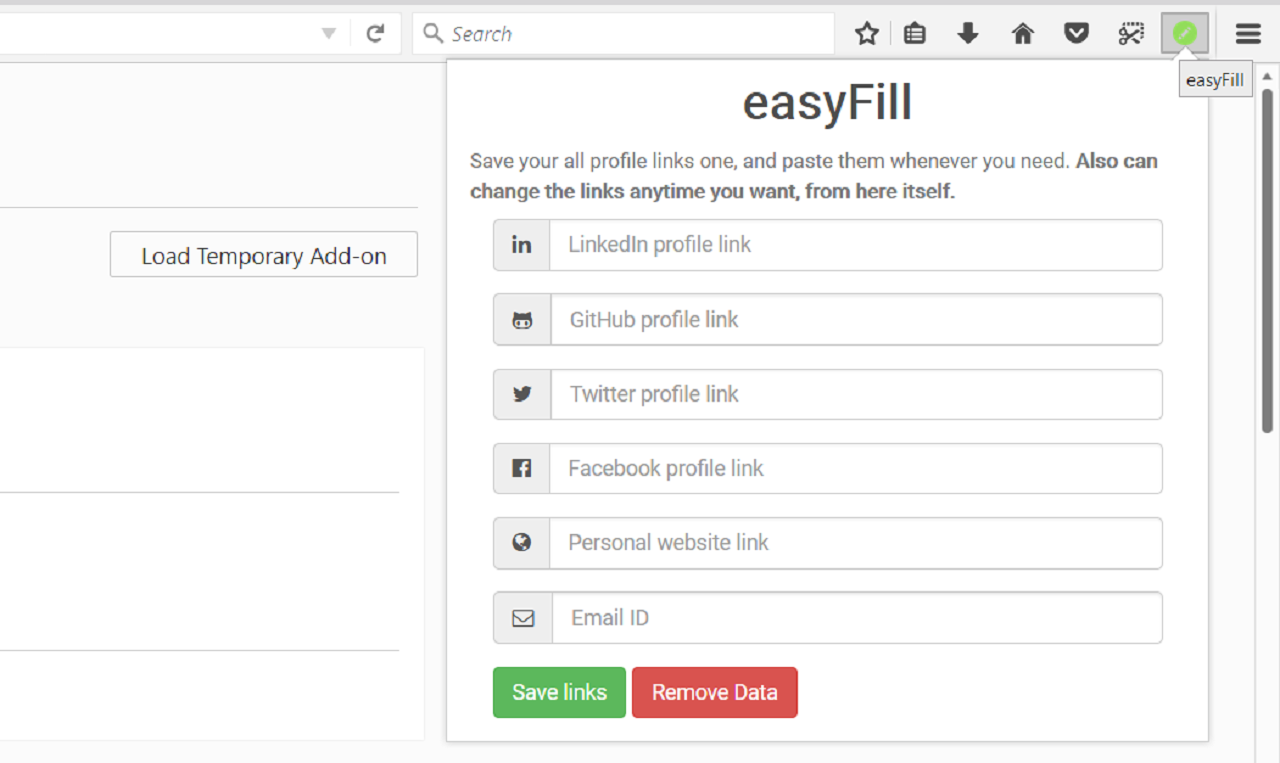 Search
easyFill
easyFill
Save your all profile links one, and paste them whenever you need. Also can
change the links anytime you want, from here itself.
Load Temporary Add-on
in LinkedIn profile link
GitHub profile link
Twitter profile link
Facebook profile link
Personal website link
Email ID
Save links Remove Data